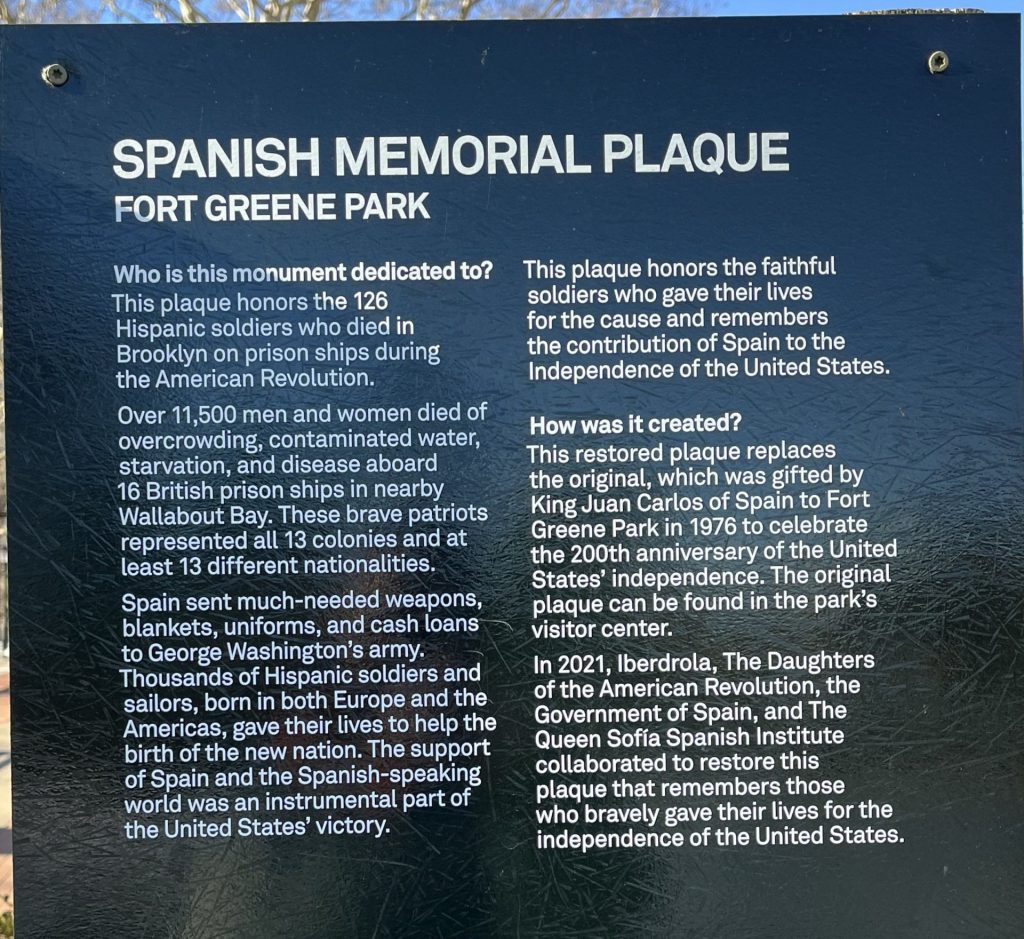 SPANISH MEMORIAL PLAQUE
FORT GREENE PARK
Who is this monument dedicated to?
This plaque honors the 126
Hispanic soldiers who died in
Brooklyn on prison ships during
the American Revolution.
Over 11,500 men and women died of
overcrowding, contaminated water,
starvation, and disease aboard
16 British prison ships in nearby
Wallabout Bay. These brave patriots
represented all 13 colonies and at
least 13 different nationalities.
Spain sent much-needed weapons,
blankets, uniforms, and cash loans
to George Washington's army.
Thousands of Hispanic soldiers and
sailors, born in both Europe and the
Americas, gave their lives to help the
birth of the new nation. The support
of Spain and the Spanish-speaking
world was an instrumental part of
the United States' victory.
This plaque honors the faithful
soldiers who gave their lives
for the cause and remembers
the contribution of Spain to the
Independence of the United States.
How was it created?
This restored plaque replaces
the original, which was gifted by
King Juan Carlos of Spain to Fort
Greene Park in 1976 to celebrate
the 200th anniversary of the United
States' independence. The original
plaque can be found in the park's
visitor center.
In 2021, Iberdrola, The Daughters
of the American Revolution, the
Government of Spain, and The
Queen Sofía Spanish Institute
collaborated to restore this
plaque that remembers those
who bravely gave their lives for the
independence of the United States.